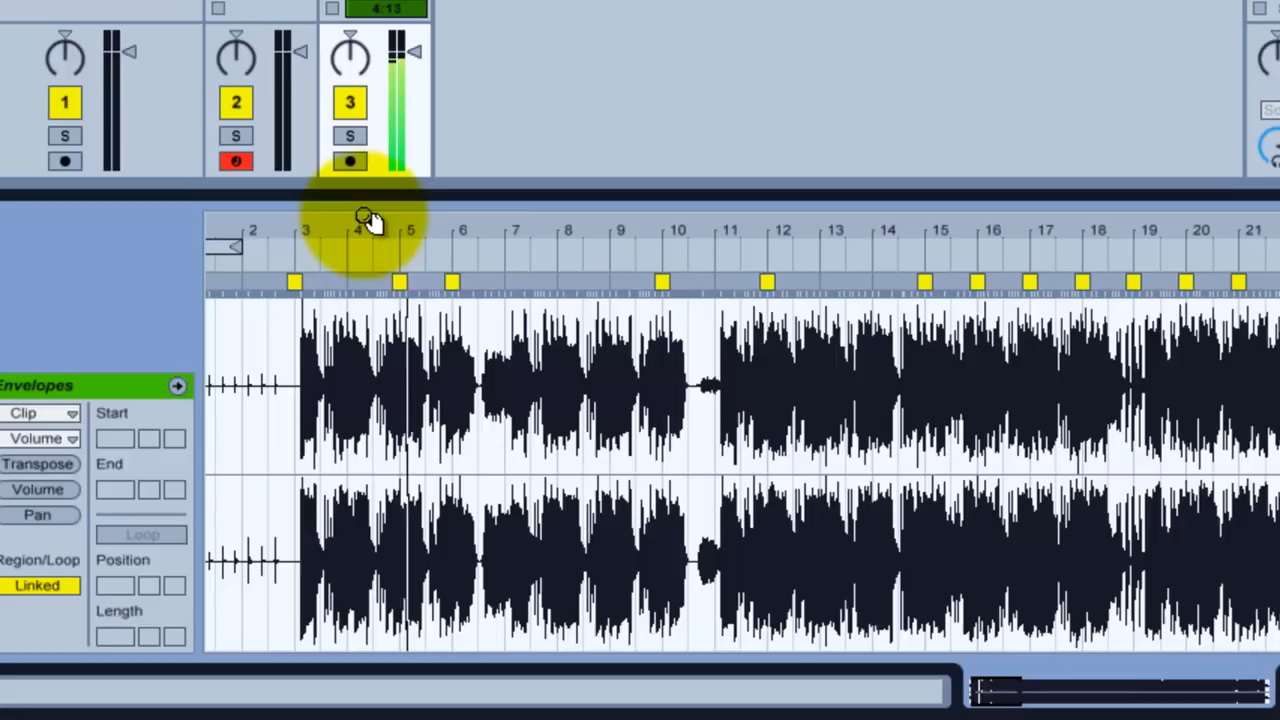 4:13
1 2 3
S S S
So
2 3 4 5 6 7 8 9 10 11 12 13 14 15 16 17 18 19 20 21
Envelopes
Clip Start
Volume
Transpose End
Volume
Pan
Loop
Region/Loop Position
Linked
Length